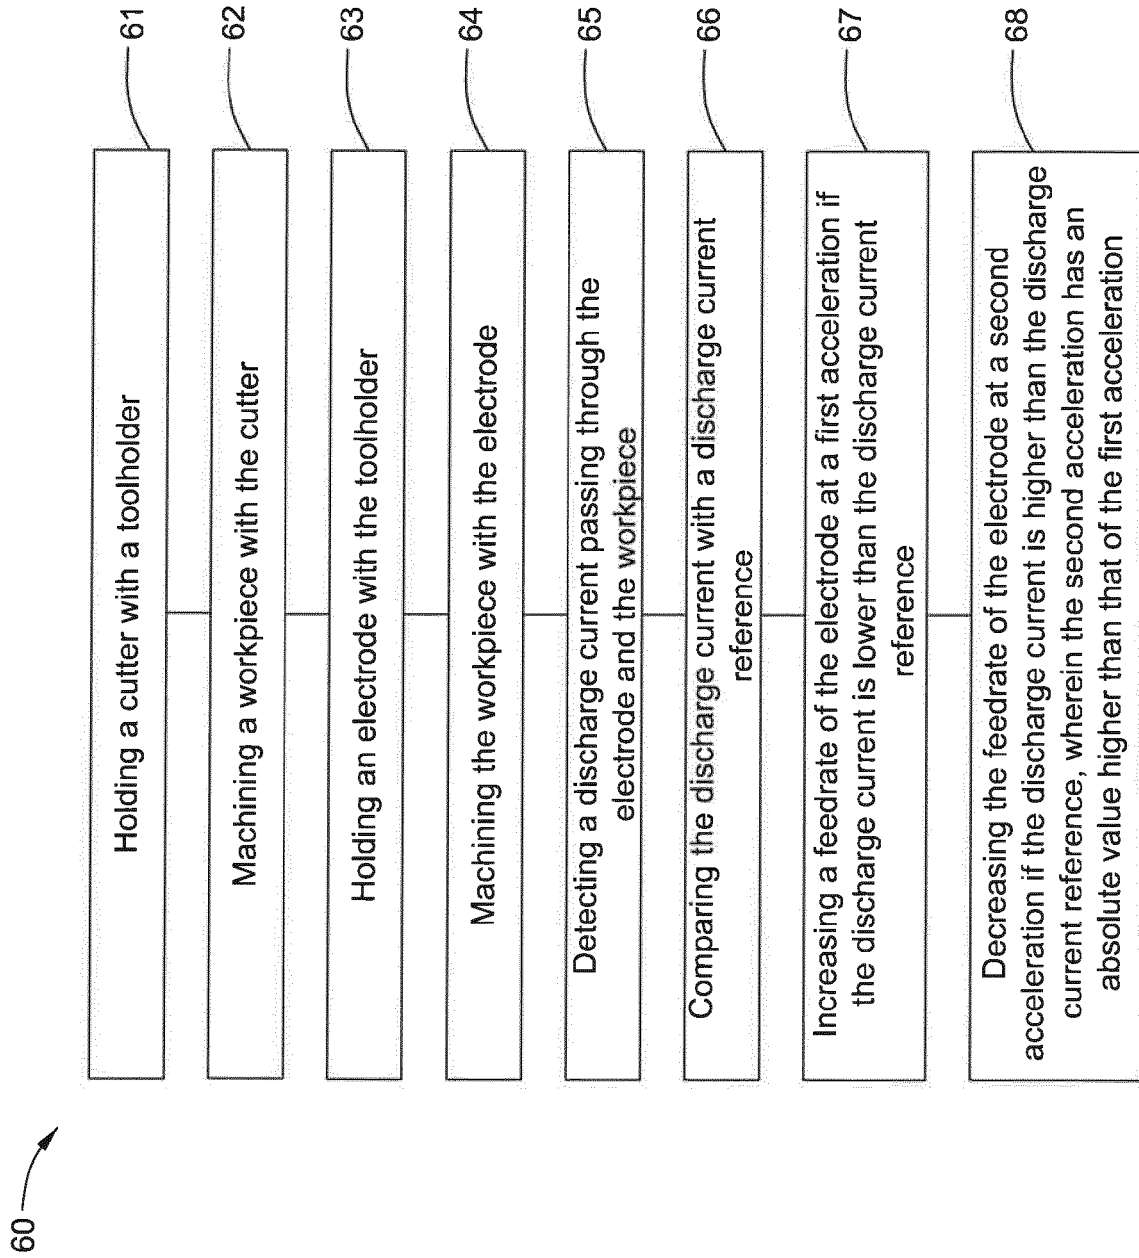 60
61
Holding a cutter with a toolholder
62
Machining a workpiece with the cutter
63
Holding an electrode with the toolholder
64
Machining the workpiece with the electrode
65
Detecting a discharge current passing through the
electrode and the workpiece
66
Comparing the discharge current with a discharge current
reference
67
Increasing a feedrate of the electrode at a first acceleration if
the discharge current is lower than the discharge current
reference
68
Decreasing the feedrate of the electrode at a second
acceleration if the discharge current is higher than the discharge
current reference, wherein the second acceleration has an
absolute value higher than that of the first acceleration